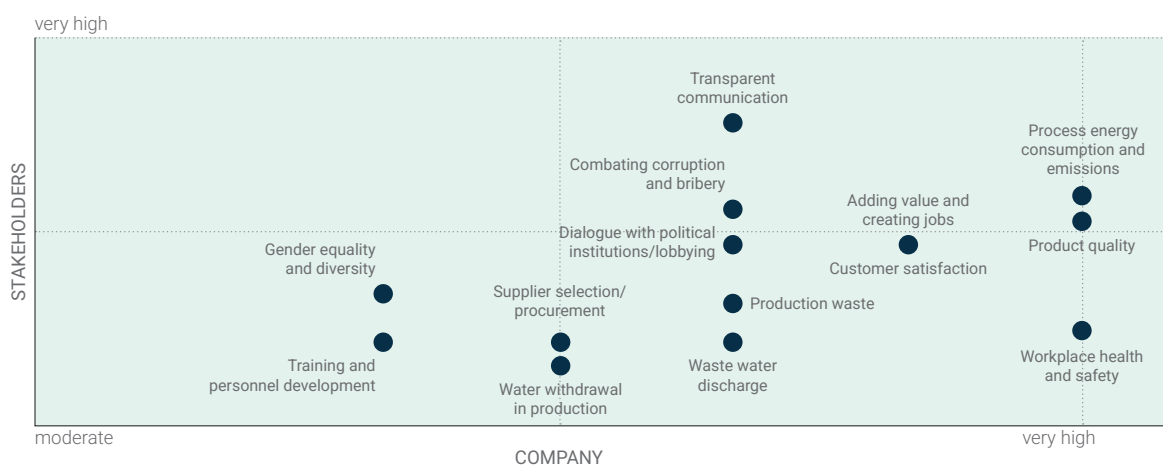 very high
Transparent
communication
Process energy
consumption and
emissions
Combating corruption
and bribery
Adding value and
creating jobs
Dialogue with political
institutions/lobbying
Product quality
Gender equality
and diversity
Customer satisfaction
STAKEHOLDERS
Supplier selection/
procurement
Production waste
Training and
personnel development
Waste water
discharge
Workplace health
and safety
Water withdrawal
in production
moderate
very high
COMPANY